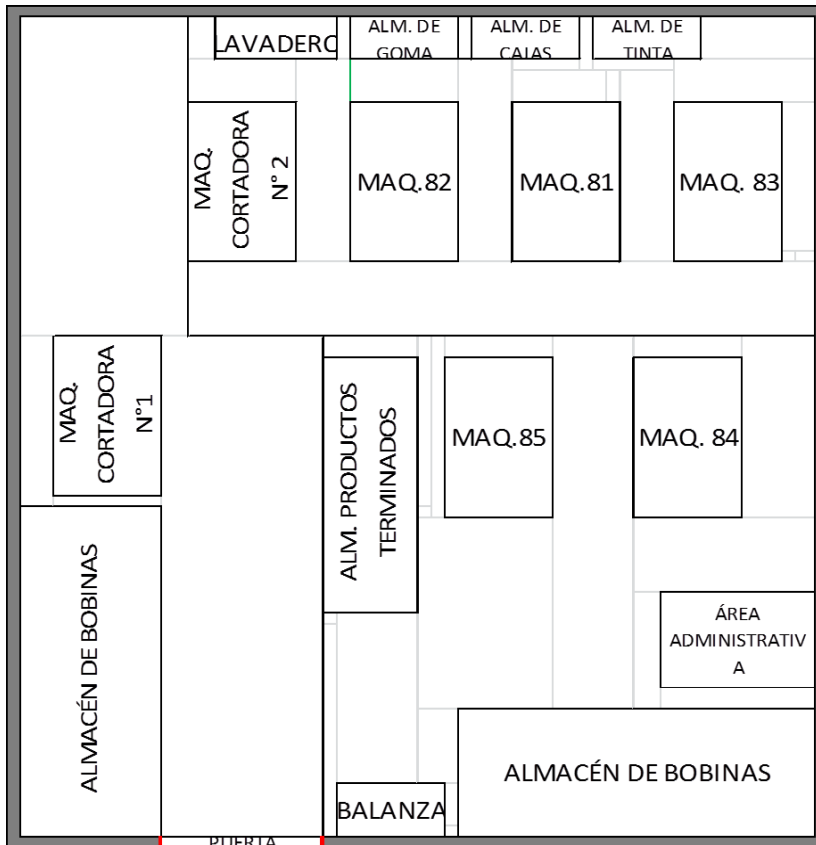 LAVADERO
ALM. DE
GOMA
ALM. DE
CAJAS
ALM. DE
TINTA
MAQ.
CORTADORA
N° 2
MAQ.82
MAQ.81
MAQ. 83
MAQ.
CORTADORA
N°1
ALM. PRODUCTOS
TERMINADOS
MAQ.85
MAQ. 84
ALMACÉN DE BOBINAS
ÁREA
ADMINISTRATIV
A
ALMACÉN DE BOBINAS
BALANZA
PUERTA